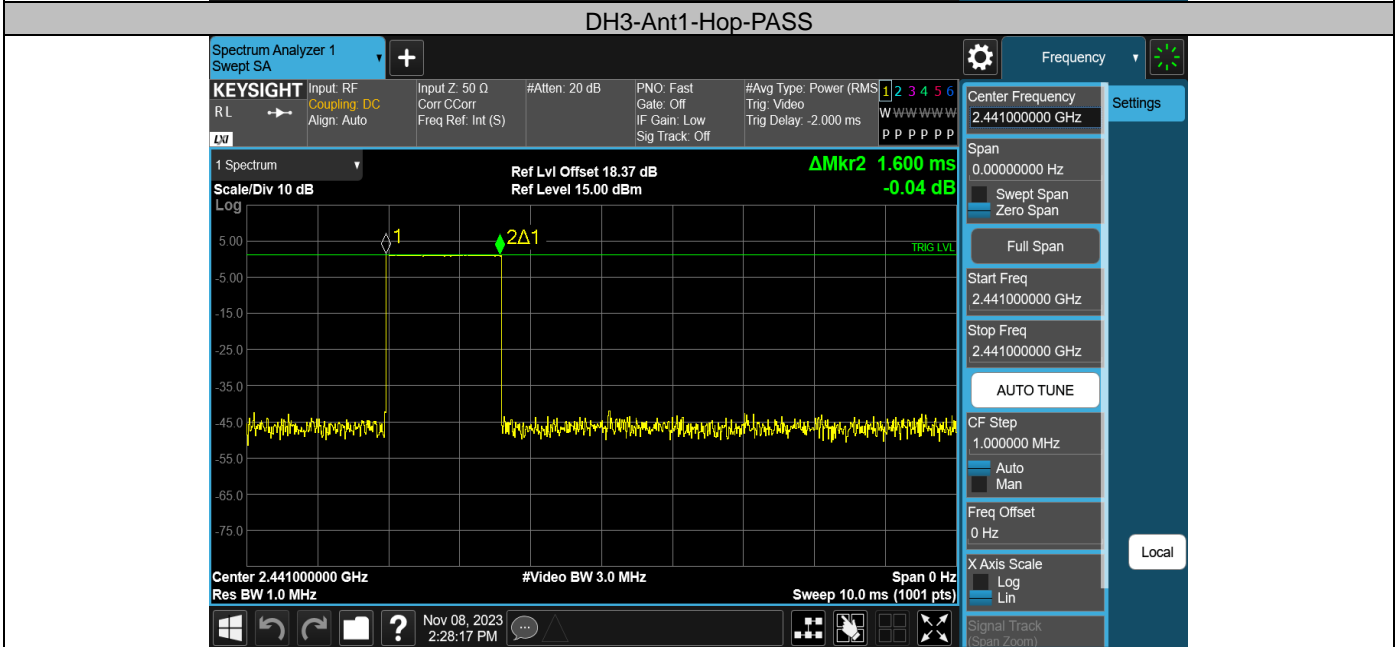 DH3-Ant1-Hop-PASS
Spectrum Analyzer 1
Swept SA
+
Frequency
KEYSIGHT
RL
LXI
Input: RF
Coupling: DC
Align: Auto
Input Z: 50 Ω
Corr CCorr
Freq Ref: Int (S)
#Atten: 20 dB
PNO: Fast
Gate: Off
IF Gain: Low
Sig Track: Off
#Avg Type: Power (RMS
Trig: Video
Trig Delay: -2.000 ms
1 2 3 4 5 6
W W W W W W
P P P P P P
1 Spectrum
Scale/Div 10 dB
Log
Ref Lvl Offset 18.37 dB
Ref Level 15.00 dBm
ΔMkr2 1.600 ms
-0.04 dB
1
2Δ1
TRIG LVL
5.00
-5.00
-15.0
-25.0
-35.0
-45.0
-55.0
-65.0
-75.0
Center 2.441000000 GHz
Res BW 1.0 MHz
#Video BW 3.0 MHz
Span 0 Hz
Sweep 10.0 ms (1001 pts)
?
Nov 08, 2023
2:28:17 PM
Center Frequency
2.441000000 GHz
Span
0.00000000 Hz
Swept Span
Zero Span
Full Span
Start Freq
2.441000000 GHz
Stop Freq
2.441000000 GHz
AUTO TUNE
CF Step
1.000000 MHz
Auto
Man
Freq Offset
0 Hz
X Axis Scale
Log
Lin
Signal Track
(Span Zoom)
Settings
Local